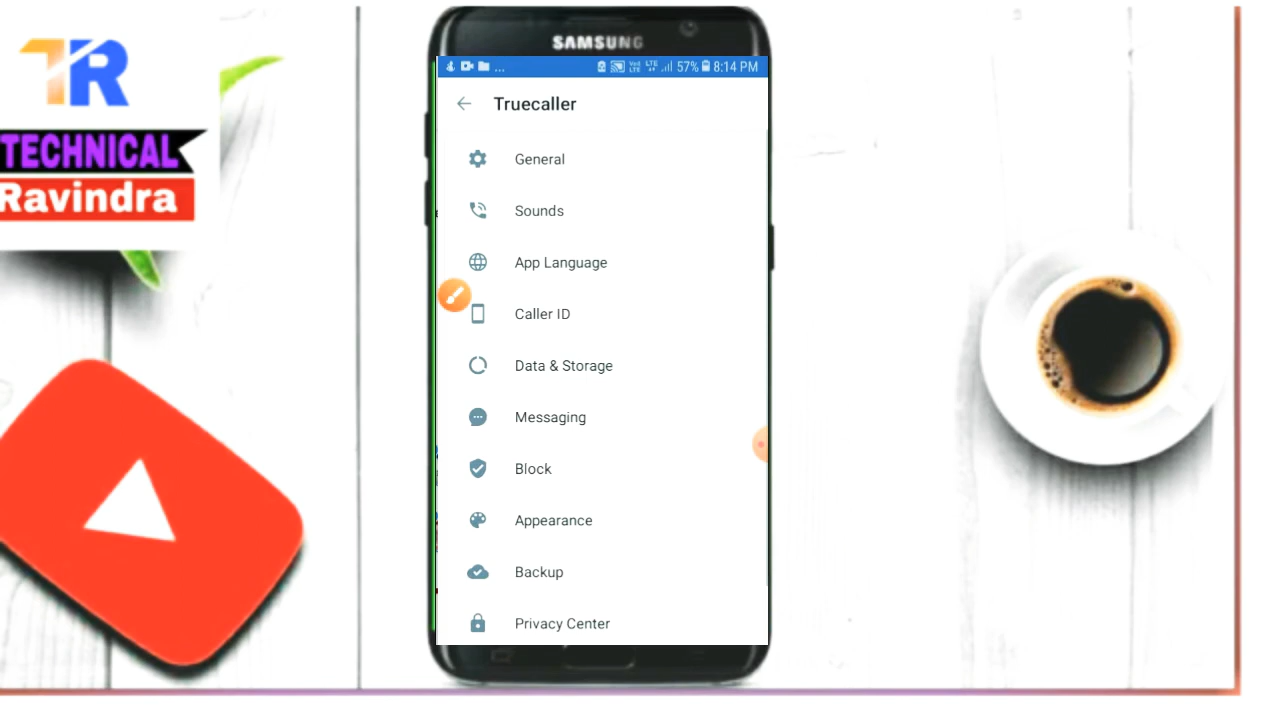 TR
TECHNICAL
Ravindra
SAMSUNG
... 57% 8:14 PM
Truecaller
General
Sounds
App Language
Caller ID
Data & Storage
Messaging
Block
Appearance
Backup
Privacy Center